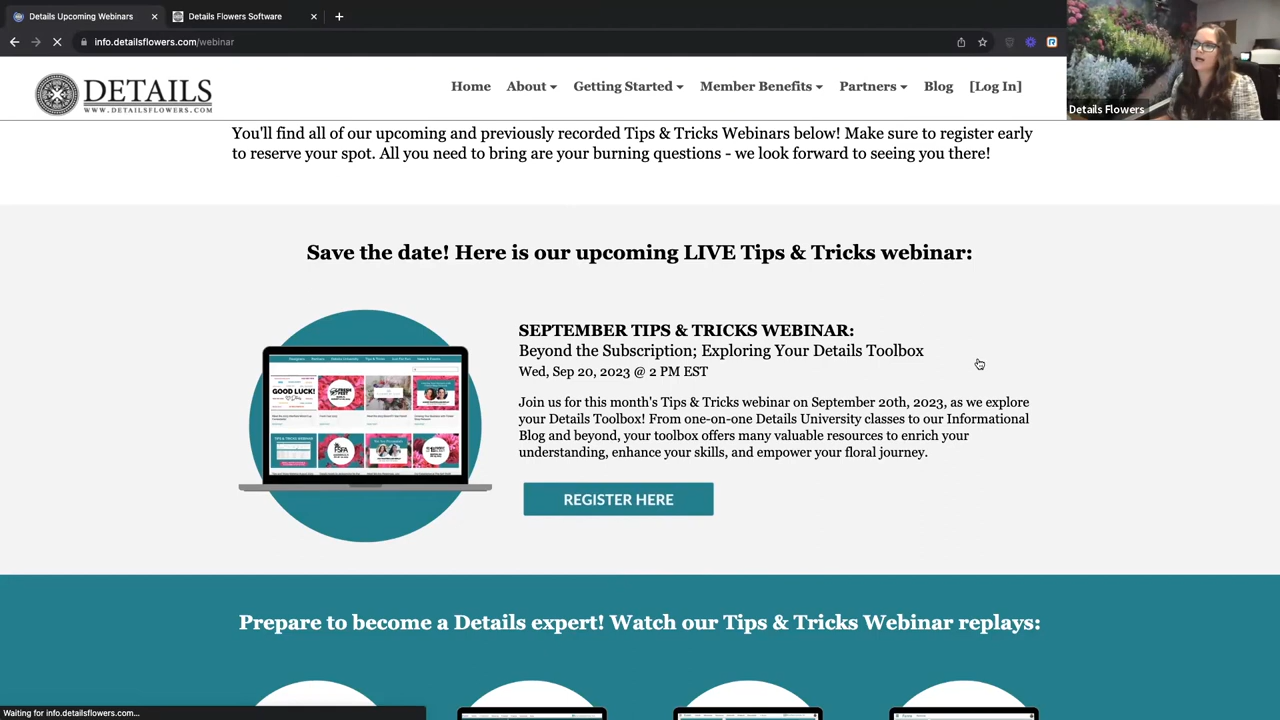 Details Upcoming Webinars
Details Flowers Software
info.detailsflowers.com/webinar
DETAILS
WWW.DETAILSFLOWERS.COM
Home About Getting Started Member Benefits Partners Blog [Log In]
Details Flowers
You'll find all of our upcoming and previously recorded Tips & Tricks Webinars below! Make sure to register early
to reserve your spot. All you need to bring are your burning questions - we look forward to seeing you there!
Save the date! Here is our upcoming LIVE Tips & Tricks webinar:
GOOD LUCK!
SEPTEMBER TIPS & TRICKS WEBINAR:
Beyond the Subscription; Exploring Your Details Toolbox
Wed, Sep 20, 2023 @ 2 PM EST
Join us for this month's Tips & Tricks webinar on September 20th, 2023, as we explore
your Details Toolbox! From one-on-one Details University classes to our Informational
Blog and beyond, your toolbox offers many valuable resources to enrich your
understanding, enhance your skills, and empower your floral journey.
REGISTER HERE
Prepare to become a Details expert! Watch our Tips & Tricks Webinar replays:
Waiting for info.detailsflowers.com...